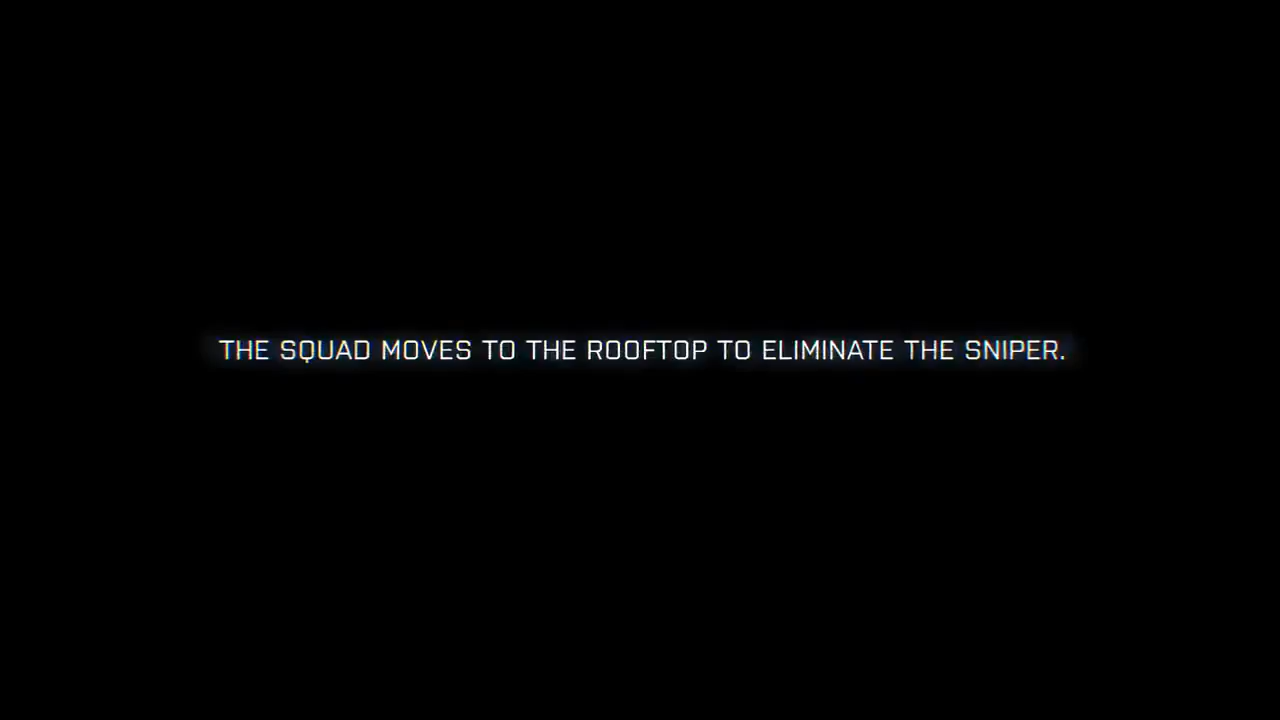 THE SQUAD MOVES TO THE ROOFTOP TO ELIMINATE THE SNIPER.